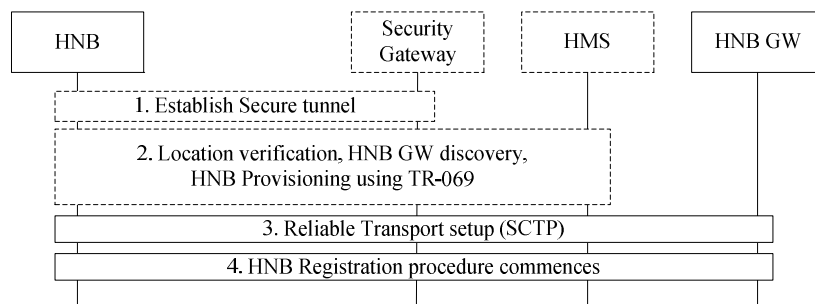 HNB
Security
Gateway
HMS
HNB GW
1. Establish Secure tunnel
2. Location verification, HNB GW discovery,
HNB Provisioning using TR-069
3. Reliable Transport setup (SCTP)
4. HNB Registration procedure commences